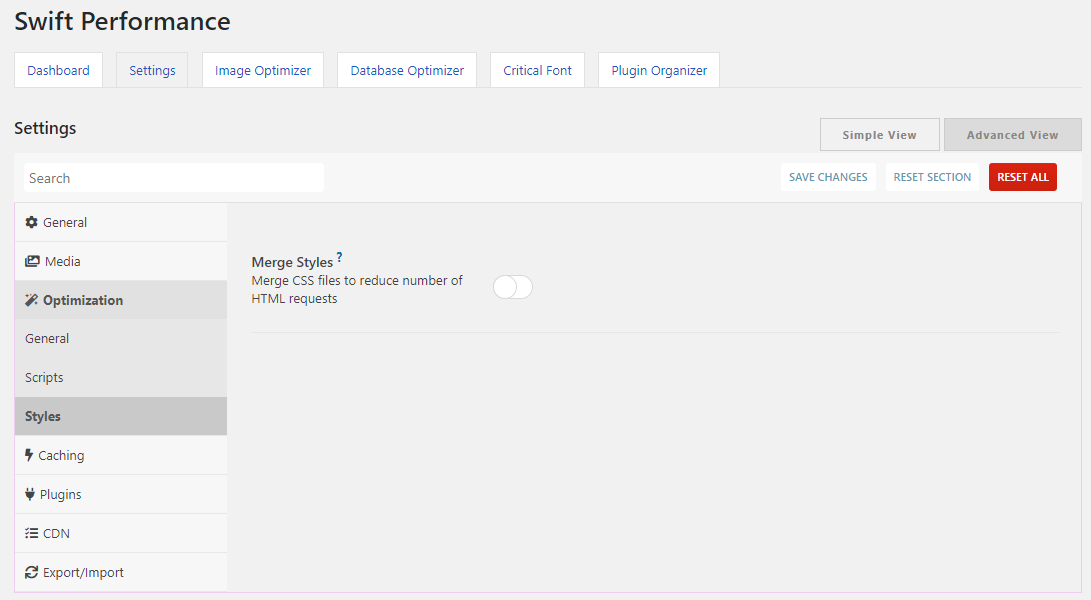 Swift Performance
Dashboard
Settings
Image Optimizer
Database Optimizer
Critical Font
Plugin Organizer
Settings
Simple View
Advanced View
Search
SAVE CHANGES
RESET SECTION
RESET ALL
General
Media
Optimization
General
Scripts
Styles
Caching
Plugins
CDN
Export/Import
Merge Styles ?
Merge CSS files to reduce number of
HTML requests